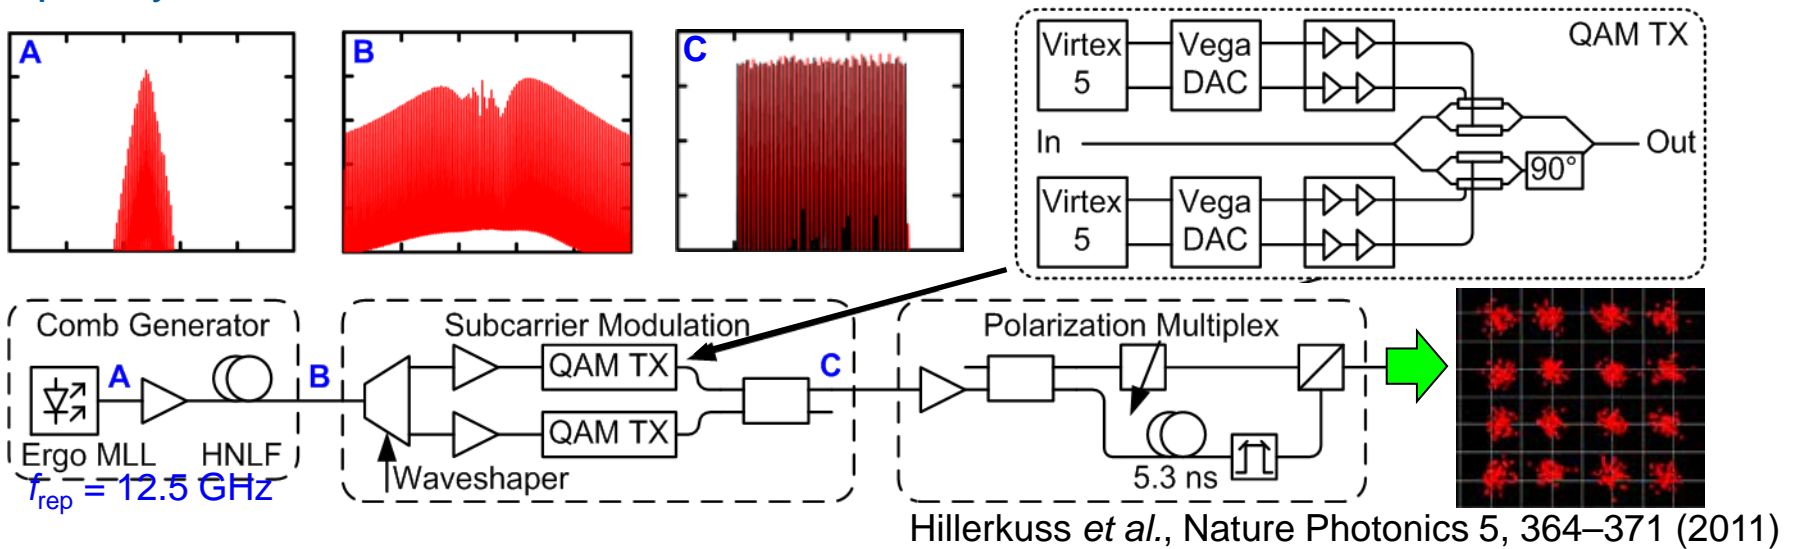 A
B
C
QAM TX
Virtex 5
Vega DAC
In
Out
90°
Virtex 5
Vega DAC
Comb Generator
Subcarrier Modulation
Polarization Multiplex
A
B
C
QAM TX
QAM TX
Ergo MLL
HNLF
Waveshaper
5.3 ns
frep = 12.5 GHz
Hillerkuss et al., Nature Photonics 5, 364–371 (2011)